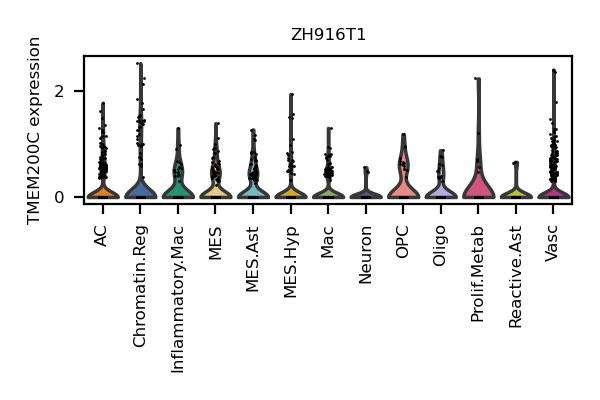 ZH916T1
TMEM200C expression
2
0
AC
Chromatin.Reg
Inflammatory.Mac
MES
MES.Ast
MES.Hyp
Mac
Neuron
OPC
Oligo
Prolif.Metab
Reactive.Ast
Vasc